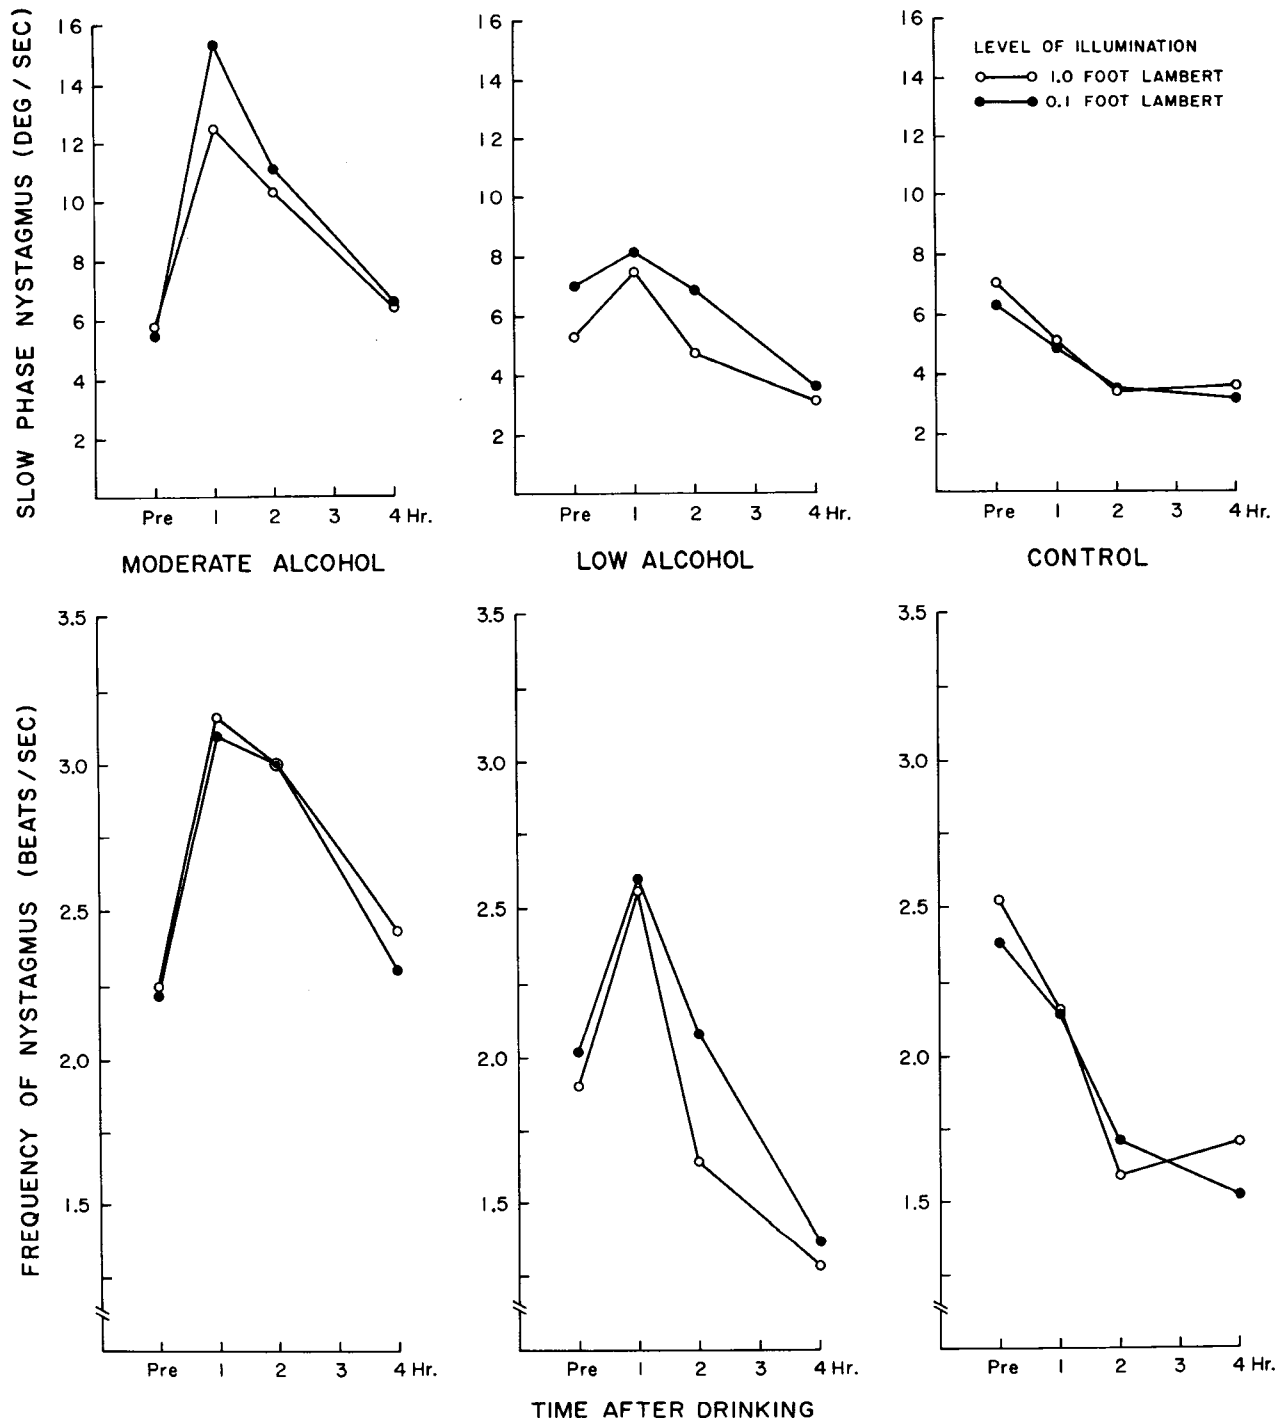 SLOW PHASE NYSTAGMUS (DEG / SEC)
16
14
12
10
8
6
4
2
Pre 1 2 3 4 Hr.
MODERATE ALCOHOL
16
14
12
10
8
6
4
2
Pre 1 2 3 4 Hr.
LOW ALCOHOL
16
14
12
10
8
6
4
2
LEVEL OF ILLUMINATION
1.0 FOOT LAMBERT
0.1 FOOT LAMBERT
Pre 1 2 3 4 Hr.
CONTROL
FREQUENCY OF NYSTAGMUS (BEATS / SEC)
3.5
3.0
2.5
2.0
1.5
Pre 1 2 3 4 Hr.
3.5
3.0
2.5
2.0
1.5
Pre 1 2 3 4 Hr.
3.5
3.0
2.5
2.0
1.5
Pre 1 2 3 4 Hr.
TIME AFTER DRINKING